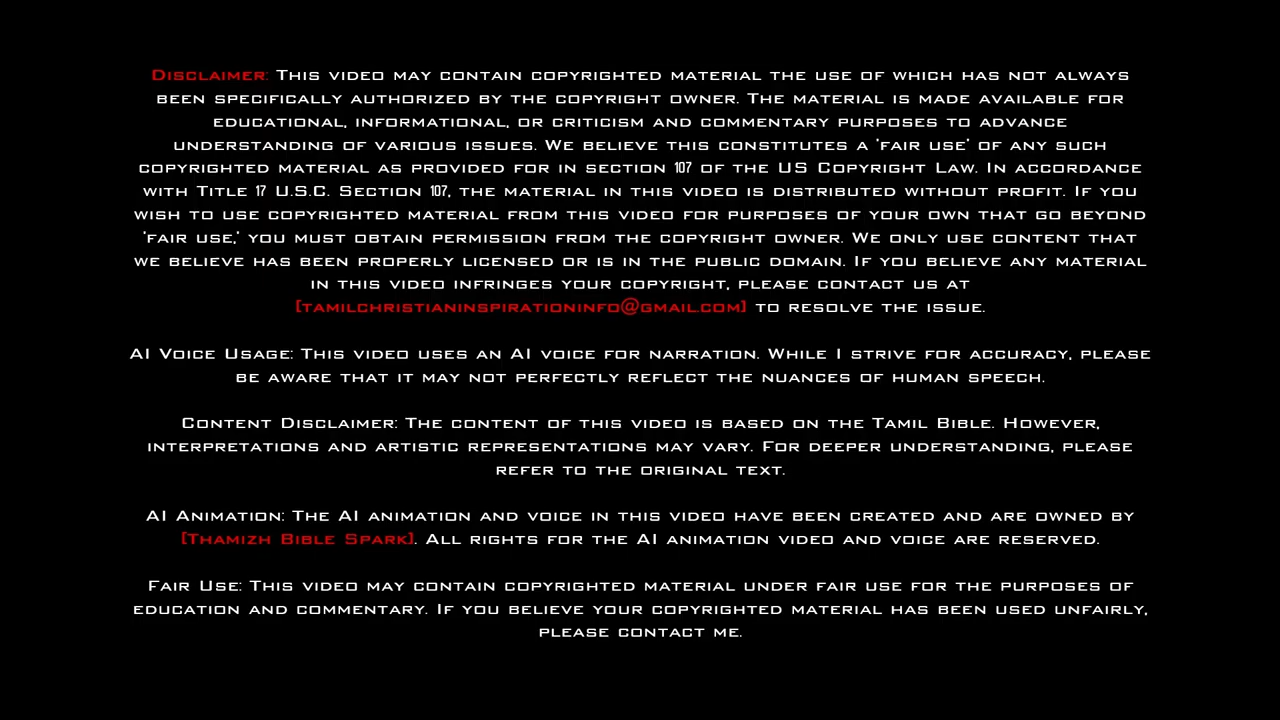 Disclaimer: This video may contain copyrighted material the use of which has not always
been specifically authorized by the copyright owner. The material is made available for
educational, informational, or criticism and commentary purposes to advance
understanding of various issues. We believe this constitutes a 'fair use' of any such
copyrighted material as provided for in section 107 of the US Copyright Law. In accordance
with Title 17 U.S.C. Section 107, the material in this video is distributed without profit. If you
wish to use copyrighted material from this video for purposes of your own that go beyond
'fair use,' you must obtain permission from the copyright owner. We only use content that
we believe has been properly licensed or is in the public domain. If you believe any material
in this video infringes your copyright, please contact us at
[tamilchristianinspirationinfo@gmail.com] to resolve the issue.
AI Voice Usage: This video uses an AI voice for narration. While I strive for accuracy, please
be aware that it may not perfectly reflect the nuances of human speech.
Content Disclaimer: The content of this video is based on the Tamil Bible. However,
interpretations and artistic representations may vary. For deeper understanding, please
refer to the original text.
AI Animation: The AI animation and voice in this video have been created and are owned by
[Thamizh Bible Spark]. All rights for the AI animation video and voice are reserved.
Fair Use: This video may contain copyrighted material under fair use for the purposes of
education and commentary. If you believe your copyrighted material has been used unfairly,
please contact me.